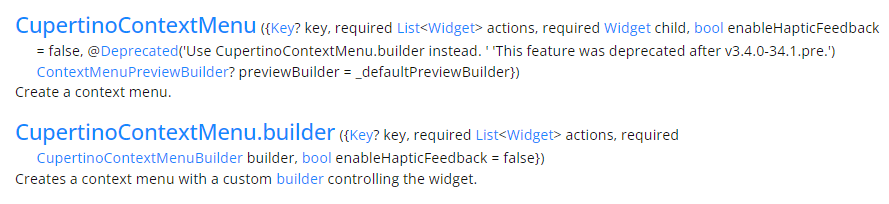 CupertinoContextMenu ({Key? key, required List<Widget> actions, required Widget child, bool enableHapticFeedback
= false, @Deprecated('Use CupertinoContextMenu.builder instead. ' 'This feature was deprecated after v3.4.0-34.1.pre.')
ContextMenuPreviewBuilder? previewBuilder = _defaultPreviewBuilder})
Create a context menu.
CupertinoContextMenu.builder ({Key? key, required List<Widget> actions, required
CupertinoContextMenuBuilder builder, bool enableHapticFeedback = false})
Creates a context menu with a custom builder controlling the widget.